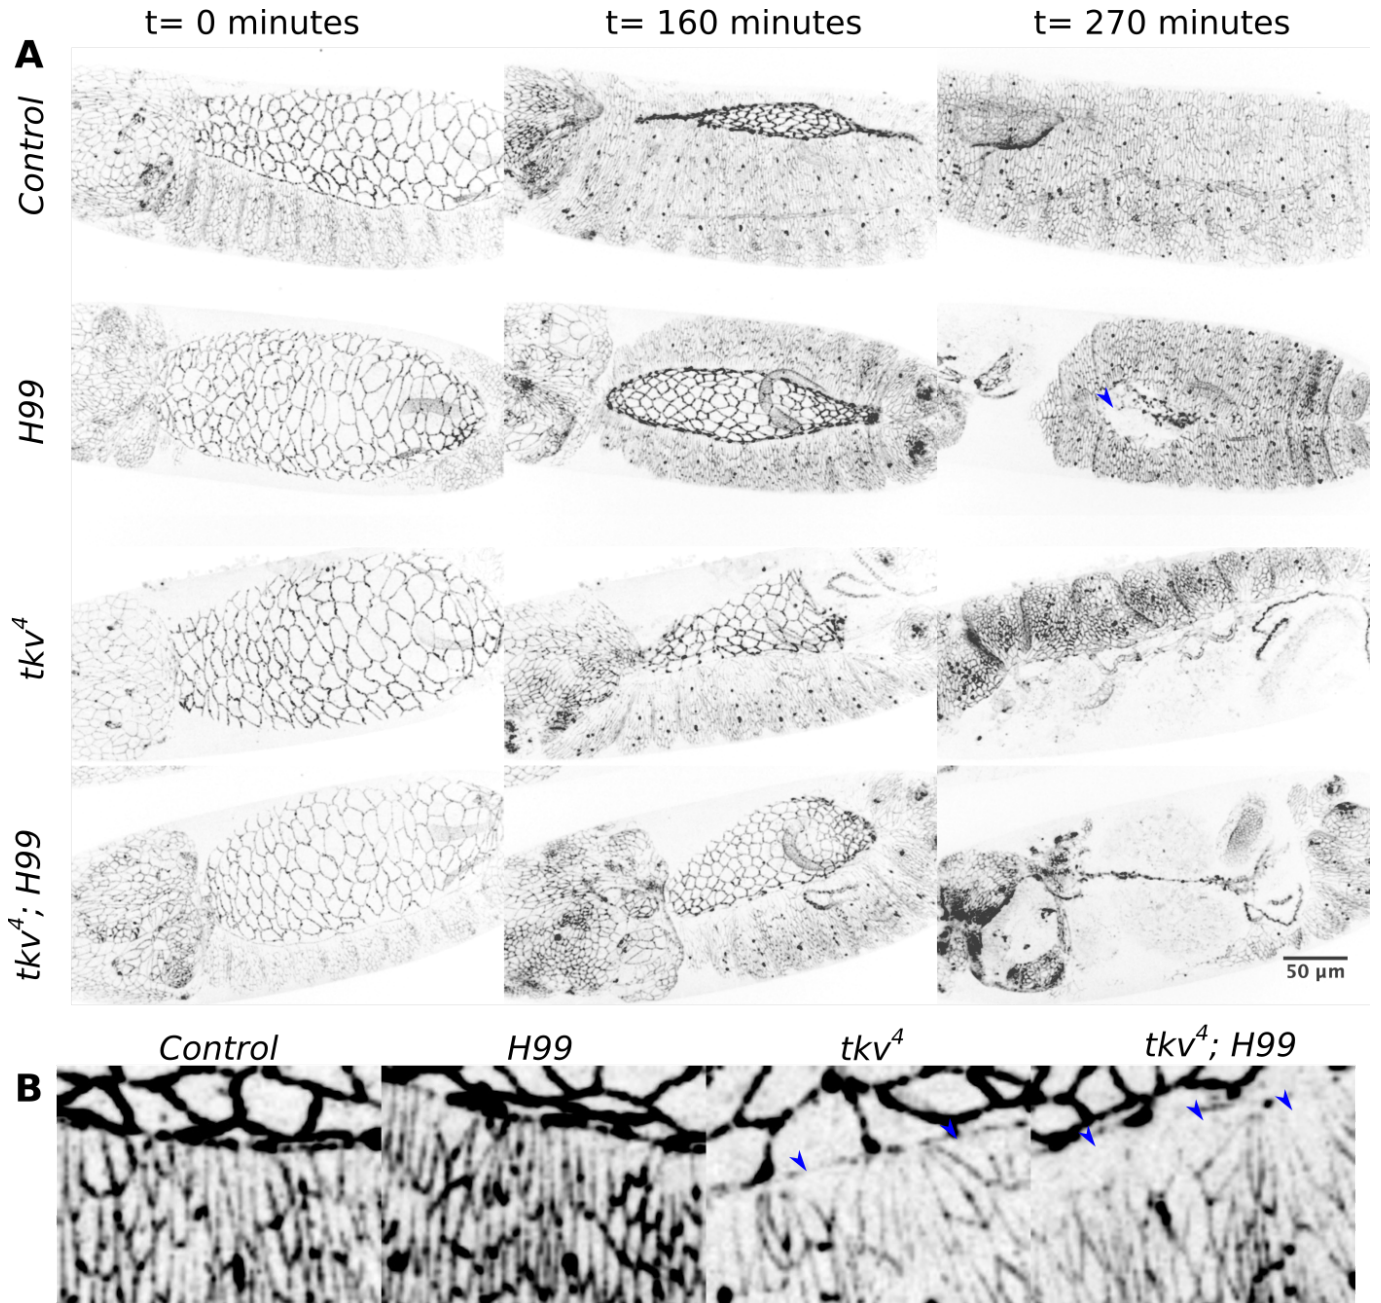 t= 0 minutes t= 160 minutes t= 270 minutes
A
Control
H99
tkv4
tkv4; H99
50 µm
Control H99 tkv4 tkv4; H99
B